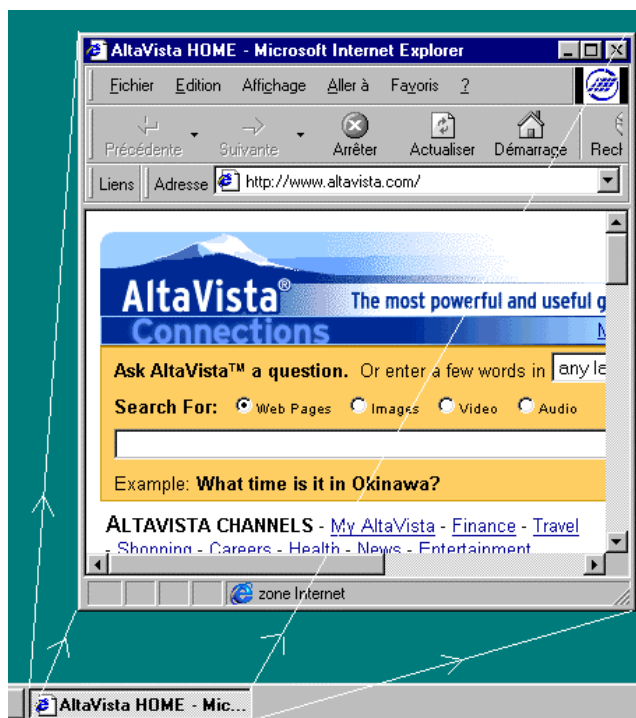 AltaVista HOME - Microsoft Internet Explorer
Fichier Edition Affichage Aller à Favoris ?
Précédente Suivante Arrêter Actualiser Démarrage Rech
Liens Adresse http://www.altavista.com/
AltaVista® The most powerful and useful g
Connections
Ask AltaVista™ a question. Or enter a few words in any la
Search For: Web Pages Images Video Audio
Example: What time is it in Okinawa?
ALTAVISTA CHANNELS - My AltaVista - Finance - Travel
- Shopping - Careers - Health - News - Entertainment
zone Internet
AltaVista HOME - Mic...